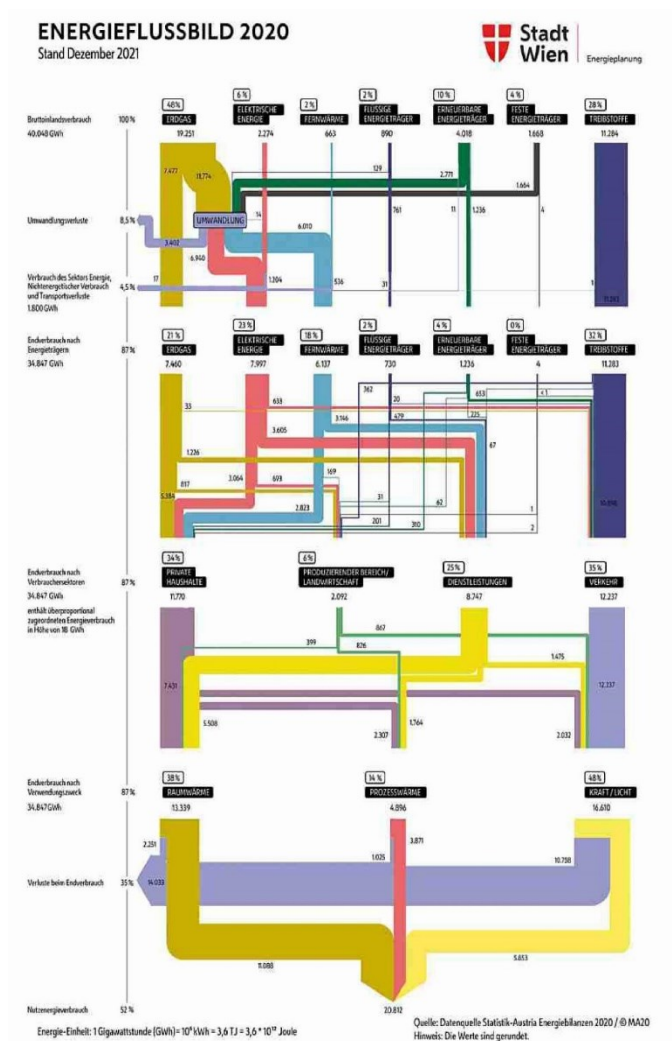 ENERGIEFLUSSBILD 2020
Stand Dezember 2021
Stadt
Wien
Energieplanung
48% 6% 2% 2% 10% 4% 28%
ERDGAS ELEKTRISCHE ENERGIE FERNWÄRME FLÜSSIGE ENERGIETRÄGER ERNEUERBARE ENERGIETRÄGER FESTE ENERGIETRÄGER TREIBSTOFFE
Bruttoinlandsverbrauch 100 %
40.048 GWh 19.251 2.274 663 890 4.018 1.668 11.284
7.477 129 2.771
1.664
Umwandlungsverluste 8,5 % UMWANDLUNG 14 761 11 1.236 4
3.402 6.010
6.940
Verbrauch des Sektors Energie,
Nichtenergetischer Verbrauch
und Transportsverluste
4,5 % 17 1.204 536 31 1
1.800 GWh
21% 23% 18% 2% 4% 0% 32%
Endverbrauch nach
Energieträgern
87 %
ERDGAS ELEKTRISCHE ENERGIE FERNWÄRME FLÜSSIGE ENERGIETRÄGER ERNEUERBARE ENERGIETRÄGER FESTE ENERGIETRÄGER TREIBSTOFFE
34.847 GWh 7.460 7.997 6.137 730 1.236 4 11.283
362 653
20
33 638 479 225
3.146
3.605
67
1.226
3.064 169
693
837 31
2.823 62 1
201 310 2
34% 6% 25% 35%
Endverbrauch nach
Verbrauchersektoren
87 %
PRIVATE HAUSHALTE PRODUZIERENDER BEREICH/ LANDWIRTSCHAFT DIENSTLEISTUNGEN VERKEHR
34.847 GWh 11.770 2.092 8.747 12.237
enthält überproportional
zugeordneten Energieverbrauch
in Höhe von 18 GWh
867
399 826
1.475
7.431 12.237
5.508 1.764
2.307 2.032
38% 14% 48%
Endverbrauch nach
Verwendungszweck
87 %
RAUMWÄRME PROZESSWÄRME KRAFT / LICHT
34.847 GWh 13.339 4.896 16.610
2.251 3.871
1.025 10.758
Verluste beim Endverbrauch 35 % 14.033
11.088 5.853
Nutzenergieverbrauch 52 % 20.812
Energie-Einheit: 1 Gigawattstunde (GWh) = 10⁶ kWh = 3,6 TJ = 3,6 * 10¹² Joule
Quelle: Datenquelle Statistik-Austria Energiebilanzen 2020 / © MA20
Hinweis: Die Werte sind gerundet.